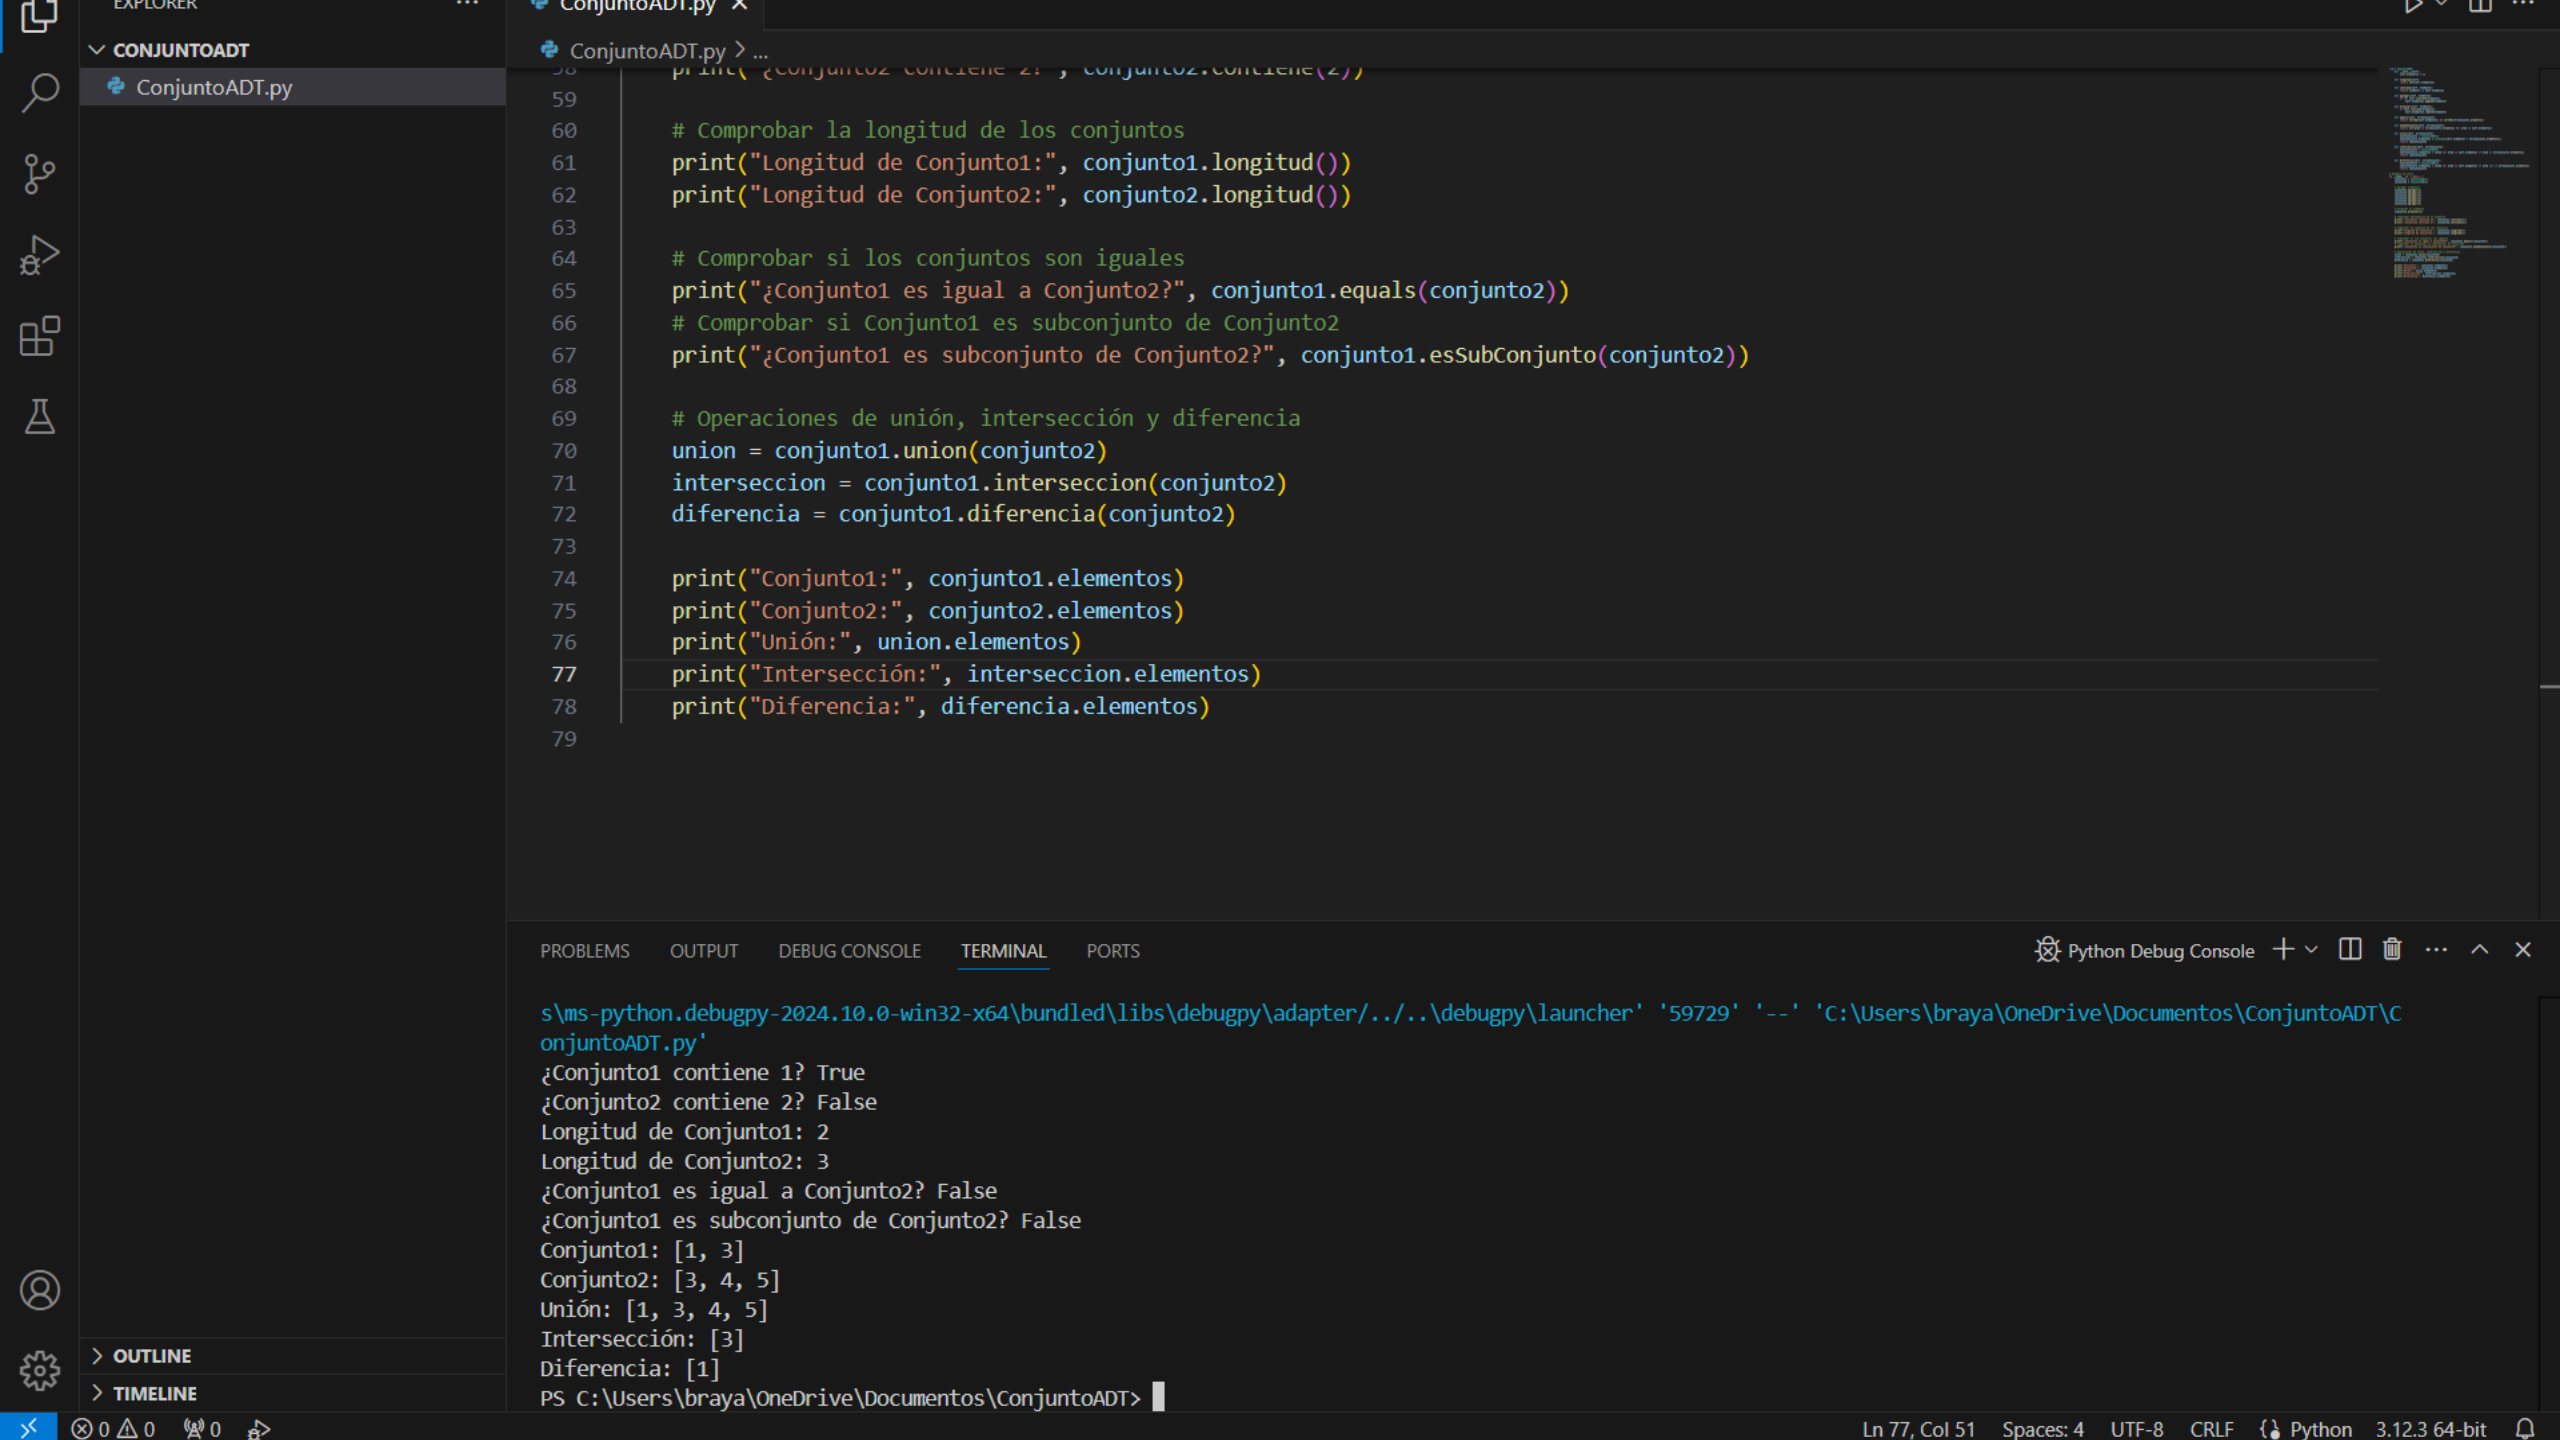 EXPLORER
···
ConjuntoADT.py
CONJUNTOADT
ConjuntoADT.py
ConjuntoADT.py > ...
58 print("¿Conjunto2 contiene 2?", conjunto2.contiene(2))
59
60 # Comprobar la longitud de los conjuntos
61 print("Longitud de Conjunto1:", conjunto1.longitud())
62 print("Longitud de Conjunto2:", conjunto2.longitud())
63
64 # Comprobar si los conjuntos son iguales
65 print("¿Conjunto1 es igual a Conjunto2?", conjunto1.equals(conjunto2))
66 # Comprobar si Conjunto1 es subconjunto de Conjunto2
67 print("¿Conjunto1 es subconjunto de Conjunto2?", conjunto1.esSubConjunto(conjunto2))
68
69 # Operaciones de unión, intersección y diferencia
70 union = conjunto1.union(conjunto2)
71 interseccion = conjunto1.interseccion(conjunto2)
72 diferencia = conjunto1.diferencia(conjunto2)
73
74 print("Conjunto1:", conjunto1.elementos)
75 print("Conjunto2:", conjunto2.elementos)
76 print("Unión:", union.elementos)
77 print("Intersección:", interseccion.elementos)
78 print("Diferencia:", diferencia.elementos)
79
PROBLEMS OUTPUT DEBUG CONSOLE TERMINAL PORTS
Python Debug Console
s\ms-python.debugpy-2024.10.0-win32-x64\bundled\libs\debugpy\adapter/../..\debugpy\launcher' '59729' '--' 'C:\Users\braya\OneDrive\Documentos\ConjuntoADT\C
onjuntoADT.py'
¿Conjunto1 contiene 1? True
¿Conjunto2 contiene 2? False
Longitud de Conjunto1: 2
Longitud de Conjunto2: 3
¿Conjunto1 es igual a Conjunto2? False
¿Conjunto1 es subconjunto de Conjunto2? False
Conjunto1: [1, 3]
Conjunto2: [3, 4, 5]
Unión: [1, 3, 4, 5]
Intersección: [3]
Diferencia: [1]
PS C:\Users\braya\OneDrive\Documentos\ConjuntoADT>
OUTLINE
TIMELINE
0 0 0
Ln 77, Col 51 Spaces: 4 UTF-8 CRLF Python 3.12.3 64-bit